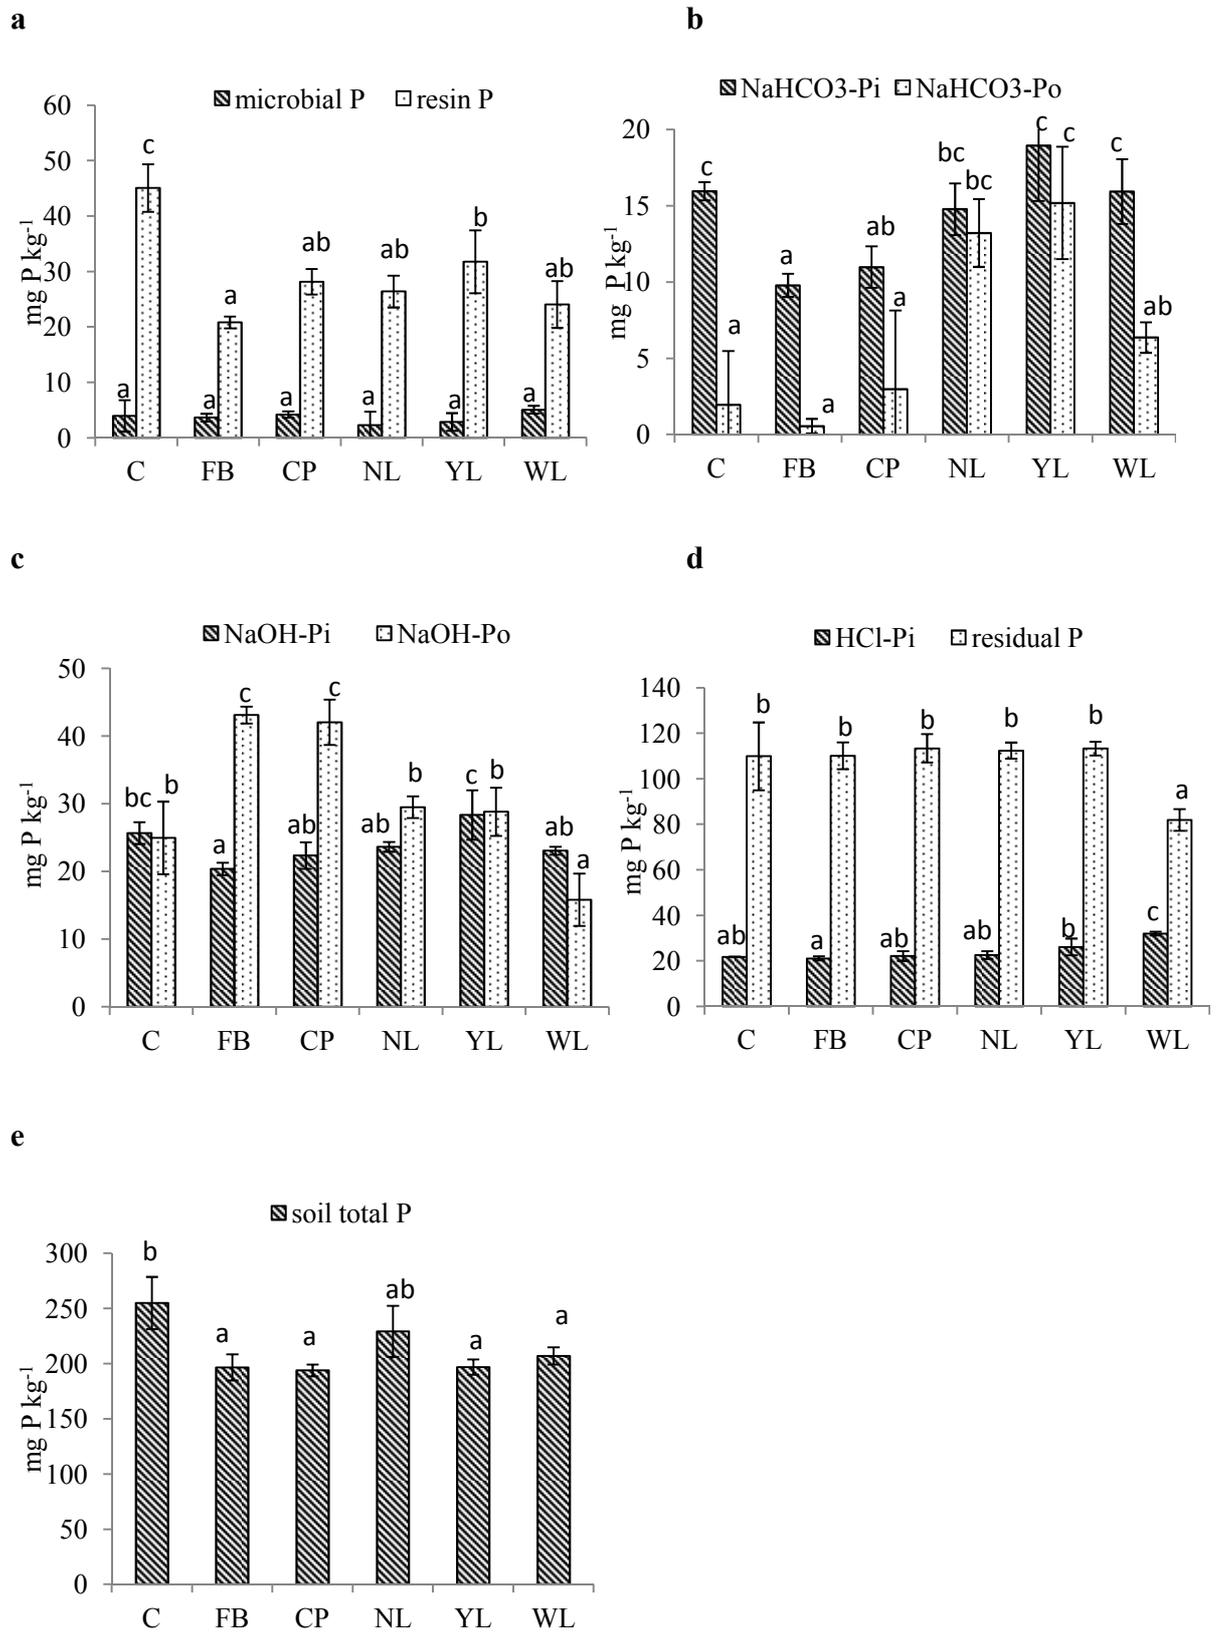 a
microbial P resin P
60
50
40
30
20
10
0
mg P kg-1
a c
a a
a ab
a ab
a b
a ab
C FB CP NL YL WL
b
NaHCO3-Pi NaHCO3-Po
20
15
10
5
0
mg P kg-1
c a
a a
ab a
bc bc
c c
c ab
C FB CP NL YL WL
c
NaOH-Pi NaOH-Po
50
40
30
20
10
0
mg P kg-1
bc b
a c
ab c
ab b
c b
ab a
C FB CP NL YL WL
d
HCl-Pi residual P
140
120
100
80
60
40
20
0
mg P kg-1
ab b
a b
ab b
ab b
b b
c a
C FB CP NL YL WL
e
soil total P
300
250
200
150
100
50
0
mg P kg-1
b a a ab a a
C FB CP NL YL WL